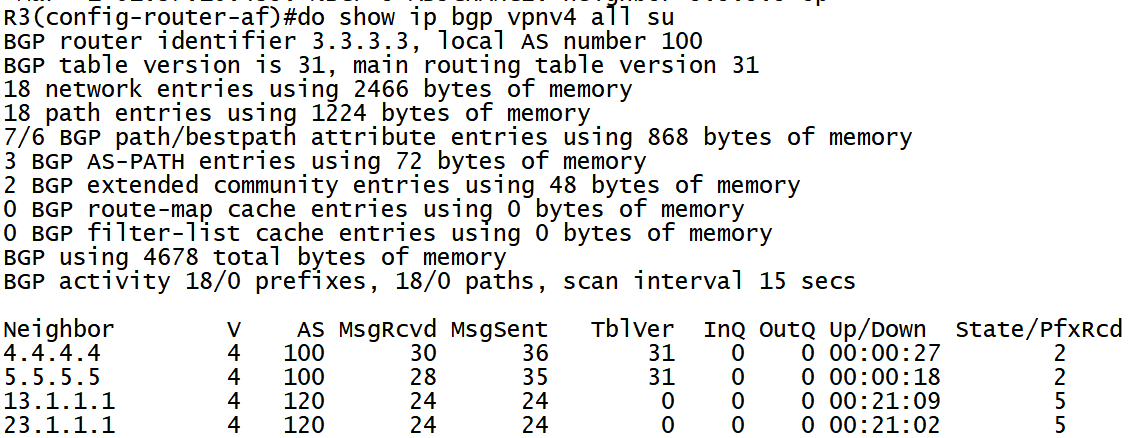 R3(config-router-af)#do show ip bgp vpnv4 all su
BGP router identifier 3.3.3.3, local AS number 100
BGP table version is 31, main routing table version 31
18 network entries using 2466 bytes of memory
18 path entries using 1224 bytes of memory
7/6 BGP path/bestpath attribute entries using 868 bytes of memory
3 BGP AS-PATH entries using 72 bytes of memory
2 BGP extended community entries using 48 bytes of memory
0 BGP route-map cache entries using 0 bytes of memory
0 BGP filter-list cache entries using 0 bytes of memory
BGP using 4678 total bytes of memory
BGP activity 18/0 prefixes, 18/0 paths, scan interval 15 secs
Neighbor V AS MsgRcvd MsgSent TblVer InQ OutQ Up/Down State/PfxRcd
4.4.4.4 4 100 30 36 31 0 0 00:00:27 2
5.5.5.5 4 100 28 35 31 0 0 00:00:18 2
13.1.1.1 4 120 24 24 0 0 0 00:21:09 5
23.1.1.1 4 120 24 24 0 0 0 00:21:02 5